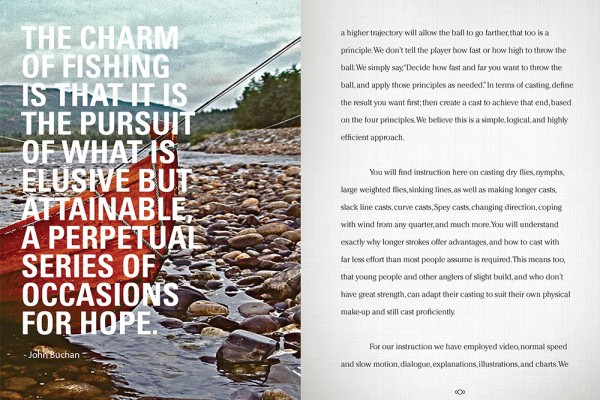 THE CHARM
OF FISHING
IS THAT IT IS
THE PURSUIT
OF WHAT IS
ELUSIVE BUT
ATTAINABLE,
A PERPETUAL
SERIES OF
OCCASIONS
FOR HOPE.
- John Buchan
a higher trajectory will allow the ball to go farther, that too is a
principle. We don't tell the player how fast or how high to throw the
ball. We simply say, "Decide how fast and far you want to throw the
ball, and apply those principles as needed." In terms of casting, define
the result you want first; then create a cast to achieve that end, based
on the four principles. We believe this is a simple, logical, and highly
efficient approach.
You will find instruction here on casting dry flies, nymphs,
large weighted flies, sinking lines, as well as making longer casts,
slack line casts, curve casts, Spey casts, changing direction, coping
with wind from any quarter, and much more. You will understand
exactly why longer strokes offer advantages, and how to cast with
far less effort than most people assume is required. This means too,
that young people and other anglers of slight build, and who don't
have great strength, can adapt their casting to suit their own physical
make-up and still cast proficiently.
For our instruction we have employed video, normal speed
and slow motion, dialogue, explanations, illustrations, and charts. We